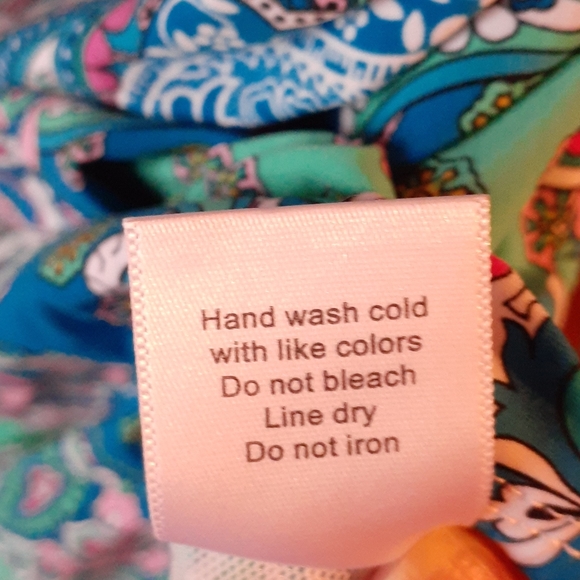 Hand wash cold
with like colors
Do not bleach
Line dry
Do not iron